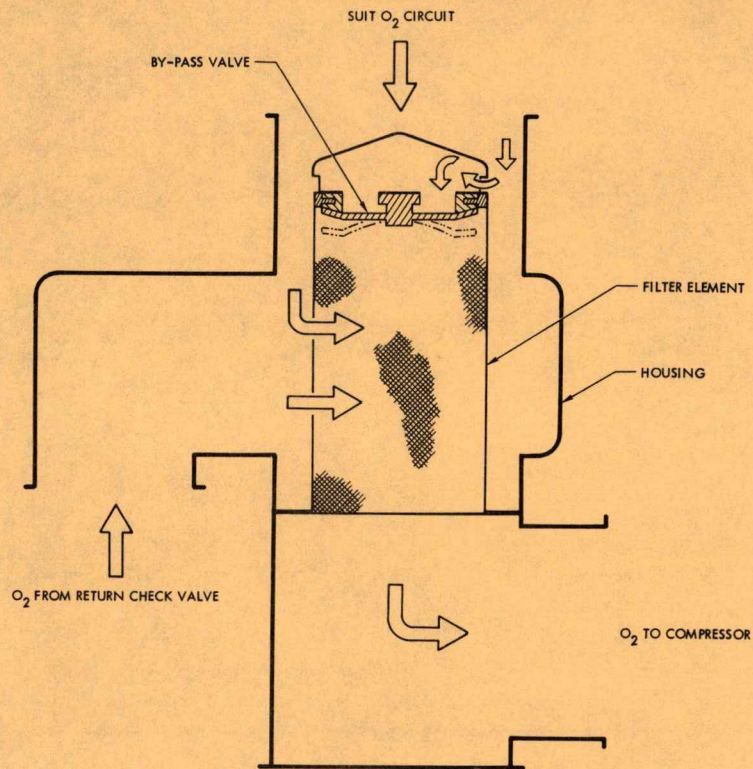 SUIT O₂ CIRCUIT
BY-PASS VALVE
FILTER ELEMENT
HOUSING
O₂ FROM RETURN CHECK VALVE
O₂ TO COMPRESSOR